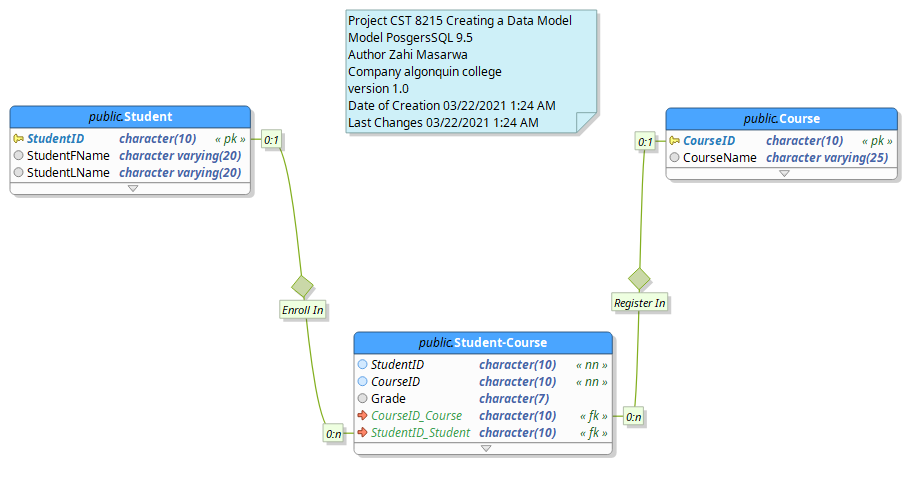 Project CST 8215 Creating a Data Model
Model PosgersSQL 9.5
Author Zahi Masarwa
Company algonquin college
version 1.0
Date of Creation 03/22/2021 1:24 AM
Last Changes 03/22/2021 1:24 AM
public.Student
StudentID character(10) « pk »
StudentFName character varying(20)
StudentLName character varying(20)
0:1
public.Course
CourseID character(10) « pk »
CourseName character varying(25)
0:1
Enroll In
Register In
public.Student-Course
StudentID character(10) « nn »
CourseID character(10) « nn »
Grade character(7)
CourseID_Course character(10) « fk »
StudentID_Student character(10) « fk »
0:n
0:n